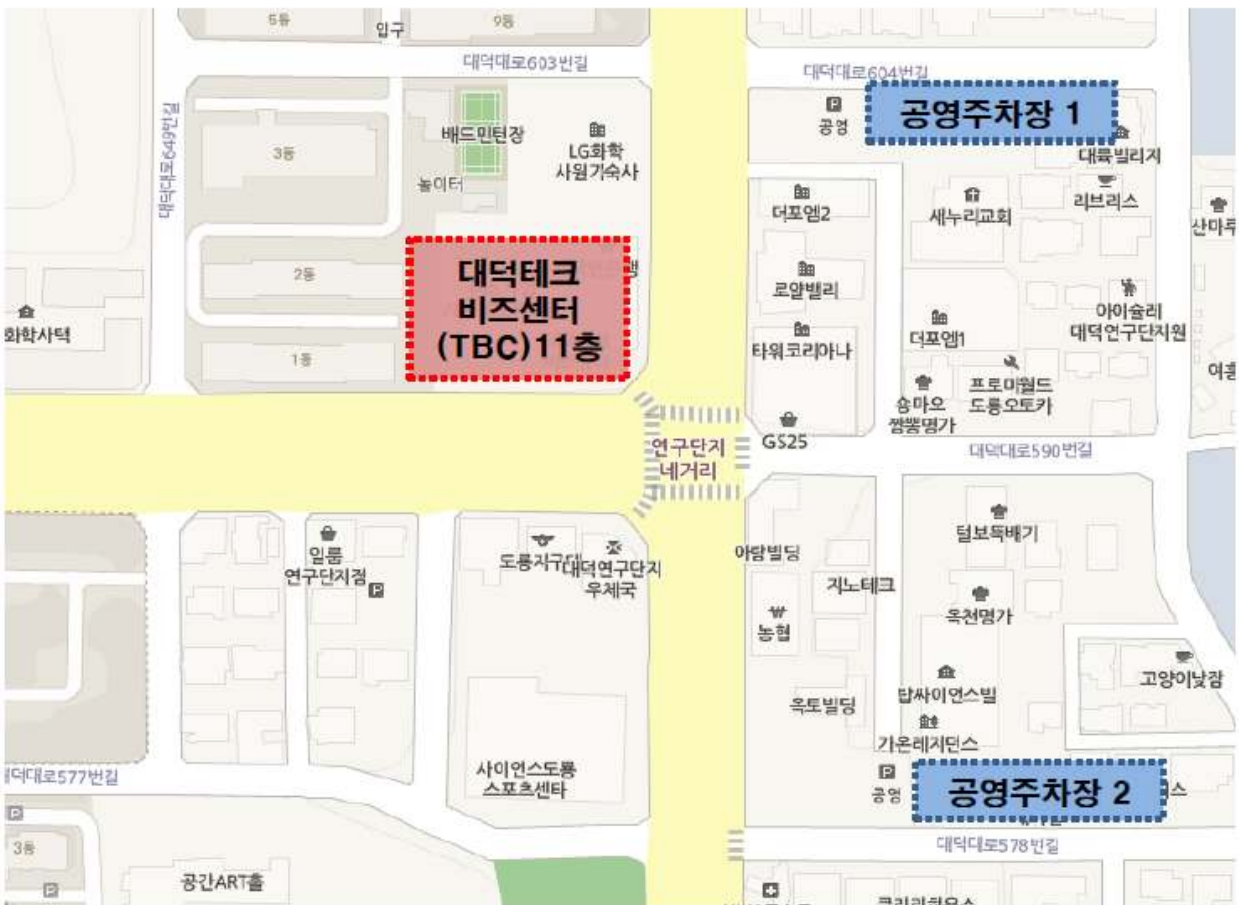 5동
입구
9동
대덕대로603번길
대덕대로604번길
대덕대로649번길
공영
공영주차장 1
대륙빌리지
3동
배드민턴장
놀이터
LG화학
사원기숙사
더포엠2
새누리교회
리브리스
산마루
2동
대덕테크
비즈센터
(TBC)11층
로얄밸리
아이슐레
대덕연구단지원
화학사택
1동
타워코리아나
더포엠1
프로미월드
도룡오토카
숑마오
짬뽕명가
GS25
대덕대로590번길
연구단지
네거리
일룸
연구단지점
도룡지구
대덕연구단지
우체국
아람빌딩
지노테크
털보뚝배기
농협
옥천명가
고양이낮잠
옥토빌딩
탑싸이언스빌
가온레지던스
사이언스도룡
스포츠센타
대덕대로577번길
공영
공영주차장 2
스
3동
공간ART홀
대덕대로578번길